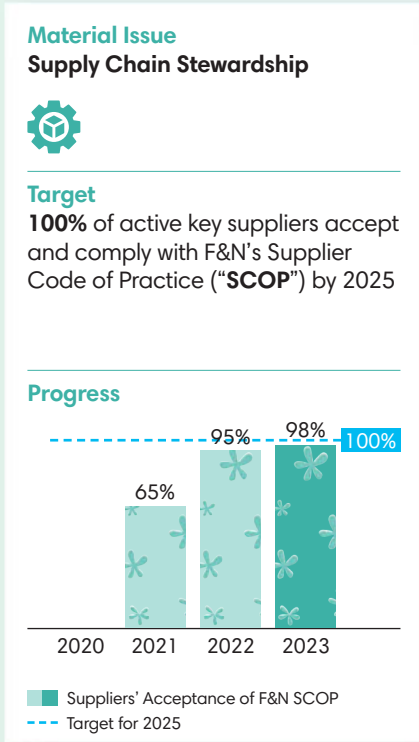 Material Issue
Supply Chain Stewardship
Target
100% of active key suppliers accept
and comply with F&N's Supplier
Code of Practice (“SCOP”) by 2025
Progress
65%
95%
98%
100%
2020 2021 2022 2023
Suppliers' Acceptance of F&N SCOP
Target for 2025